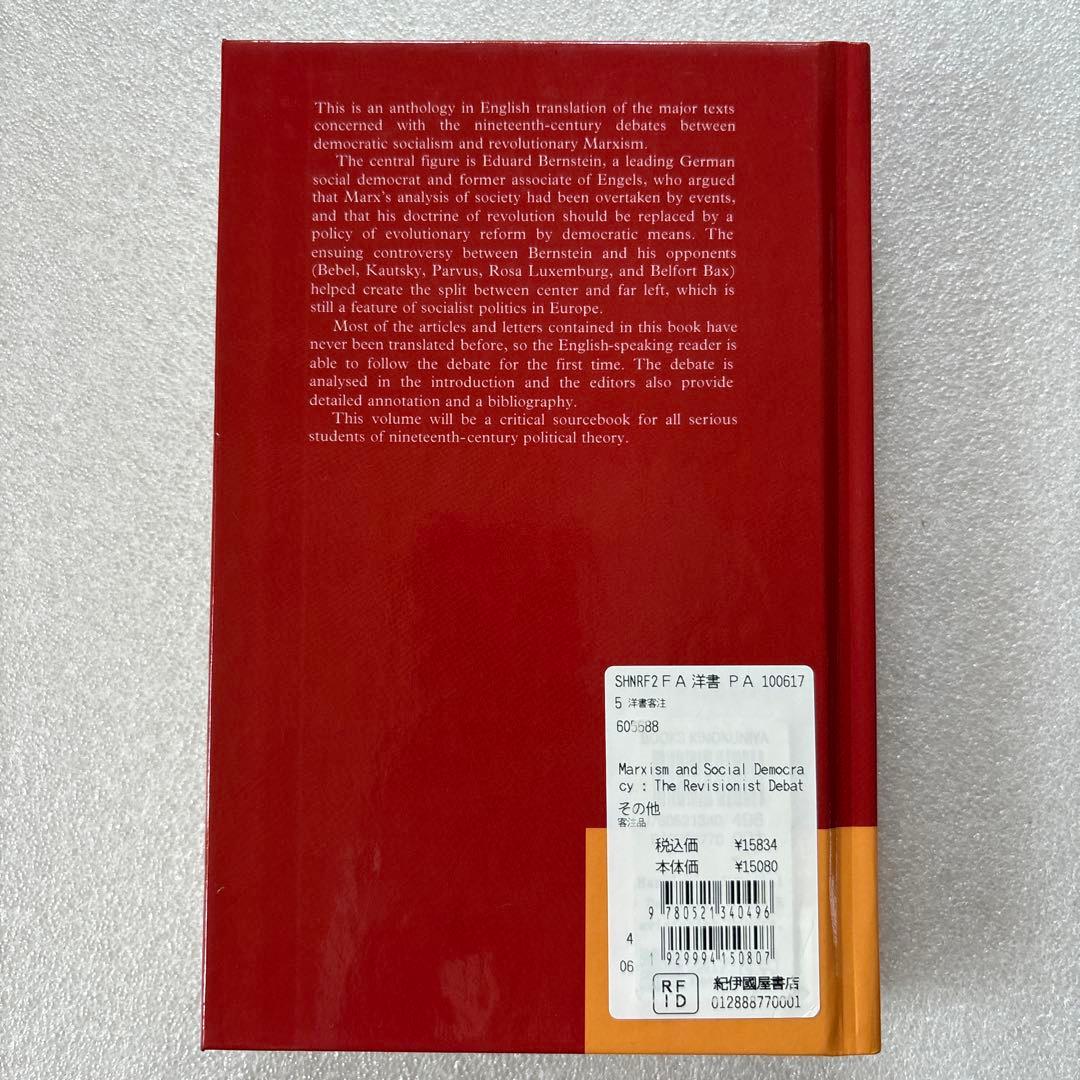 This is an anthology in English translation of the major texts
concerned with the nineteenth-century debates between
democratic socialism and revolutionary Marxism.
The central figure is Eduard Bernstein, a leading German
social democrat and former associate of Engels, who argued
that Marx's analysis of society had been overtaken by events,
and that his doctrine of revolution should be replaced by a
policy of evolutionary reform by democratic means. The
ensuing controversy between Bernstein and his opponents
(Bebel, Kautsky, Parvus, Rosa Luxemburg, and Belfort Bax)
helped create the split between center and far left, which is
still a feature of socialist politics in Europe.
Most of the articles and letters contained in this book have
never been translated before, so the English-speaking reader is
able to follow the debate for the first time. The debate is
analysed in the introduction and the editors also provide
detailed annotation and a bibliography.
This volume will be a critical sourcebook for all serious
students of nineteenth-century political theory.
SHNRF2 F A 洋書 P A 100617
5 洋書客注
605688
Marxism and Social Democra
cy : The Revisionist Debat
その他
客注品
税込価 ¥15834
本体価 ¥15080
9 780521 340496
4
1 929994 150807
06
RF
ID
紀伊國屋書店
012888770001